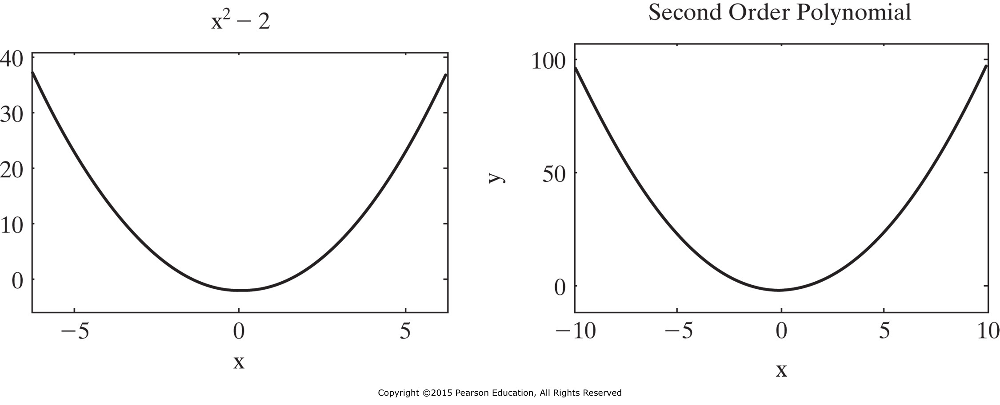 x² − 2
40
30
20
10
0
−5 0 5
x
Second Order Polynomial
100
50
0
y
−10 −5 0 5 10
x
Copyright ©2015 Pearson Education, All Rights Reserved